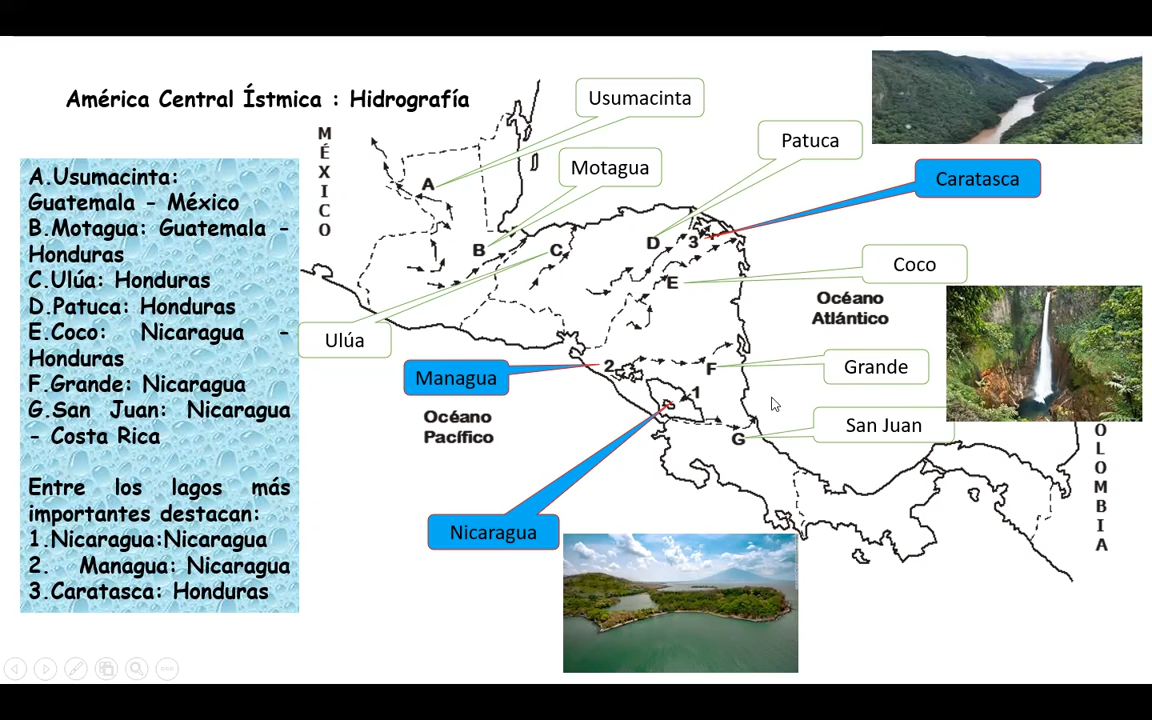 América Central Ístmica : Hidrografía
A.Usumacinta:
Guatemala - México
B.Motagua: Guatemala -
Honduras
C.Ulúa: Honduras
D.Patuca: Honduras
E.Coco: Nicaragua -
Honduras
F.Grande: Nicaragua
G.San Juan: Nicaragua
- Costa Rica
Entre los lagos más
importantes destacan:
1.Nicaragua:Nicaragua
2. Managua: Nicaragua
3.Caratasca: Honduras
MÉXICO
Usumacinta
Motagua
Patuca
Caratasca
Coco
Ulúa
Managua
Grande
San Juan
Nicaragua
Océano
Atlántico
Océano
Pacífico
A
B
C
D
3
E
2
F
1
G
OLOMBIA